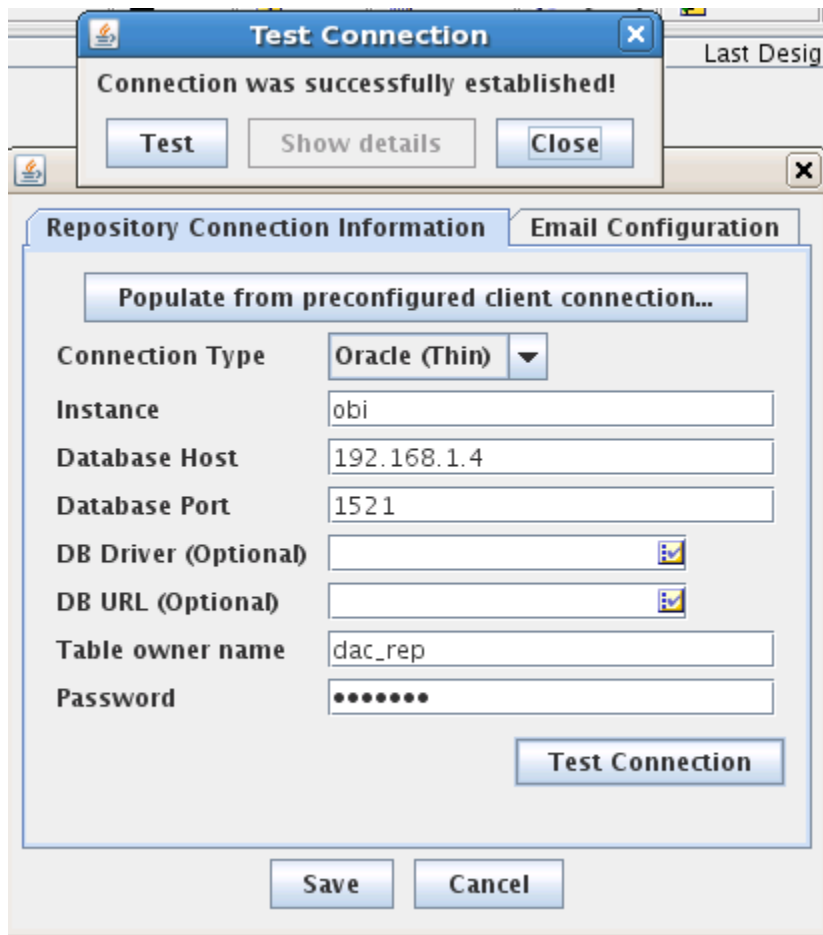 Test Connection
Last Desig
Connection was successfully established!
Test Show details Close
Repository Connection Information Email Configuration
Populate from preconfigured client connection...
Connection Type Oracle (Thin)
Instance obi
Database Host 192.168.1.4
Database Port 1521
DB Driver (Optional)
DB URL (Optional)
Table owner name dac_rep
Password •••••••
Test Connection
Save Cancel